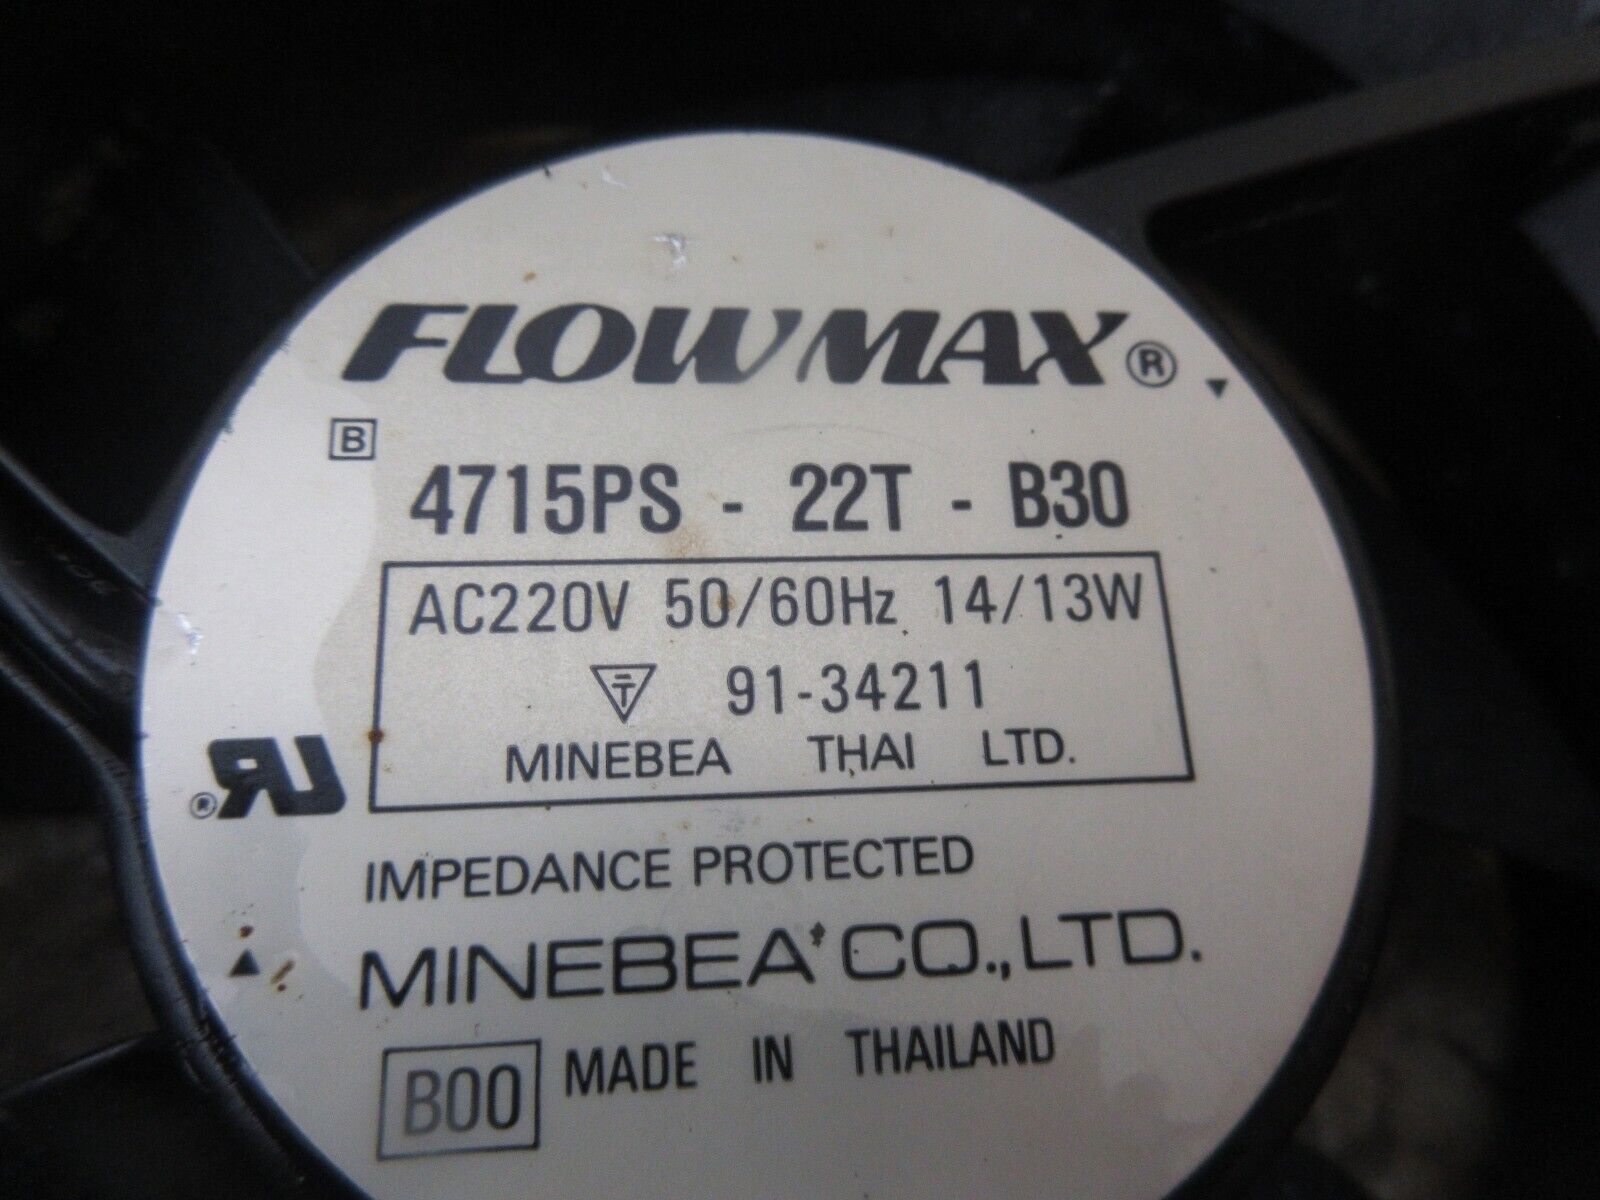 FLOWMAX®
B
4715PS - 22T - B30
AC220V 50/60Hz 14/13W
T 91-34211
MINEBEA THAI LTD.
RU®
IMPEDANCE PROTECTED
MINEBEA CO.,LTD.
B00 MADE IN THAILAND